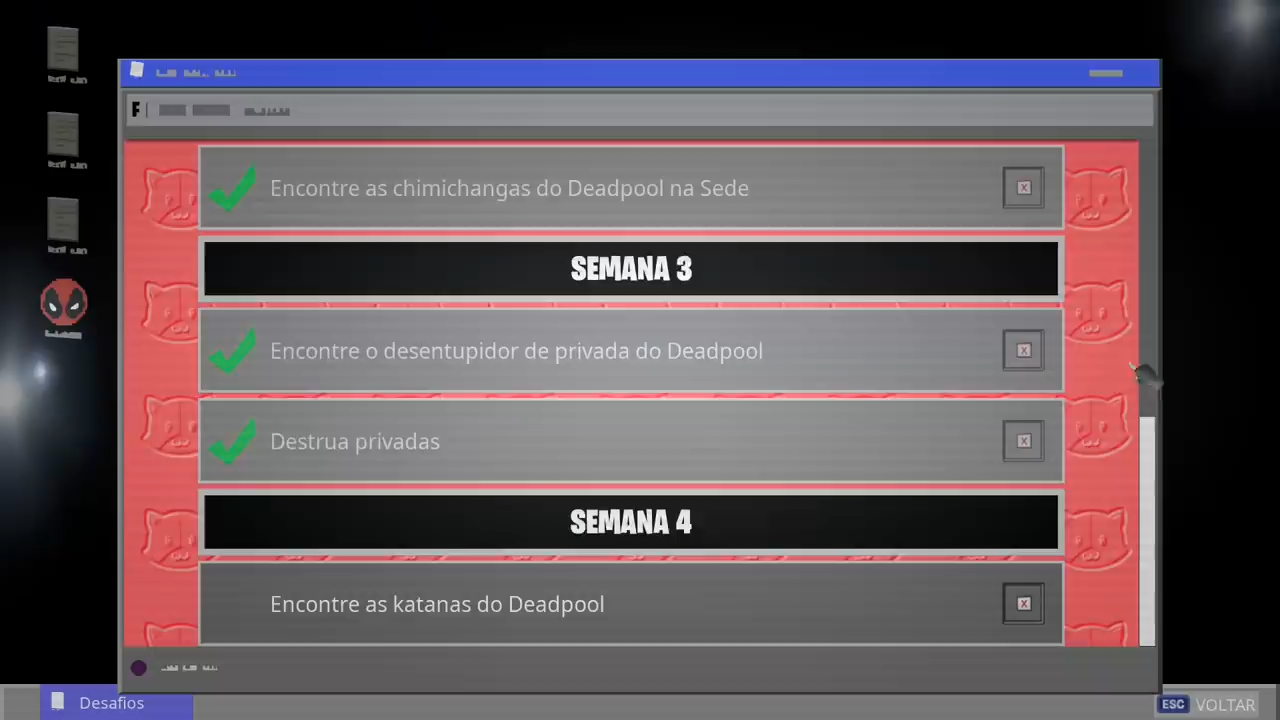 Encontre as chimichangas do Deadpool na Sede
SEMANA 3
Encontre o desentupidor de privada do Deadpool
Destrua privadas
SEMANA 4
Encontre as katanas do Deadpool
Desafios
ESC VOLTAR